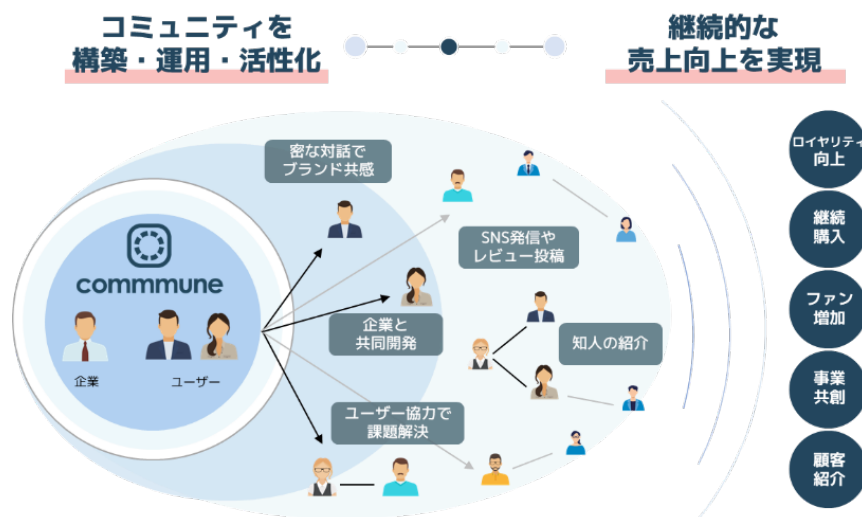 コミュニティを
構築・運用・活性化
継続的な
売上向上を実現
密な対話で
ブランド共感
SNS発信や
レビュー投稿
commmune
企業
ユーザー
企業と
共同開発
知人の紹介
ユーザー協力で
課題解決
ロイヤリティ
向上
継続
購入
ファン
増加
事業
共創
顧客
紹介